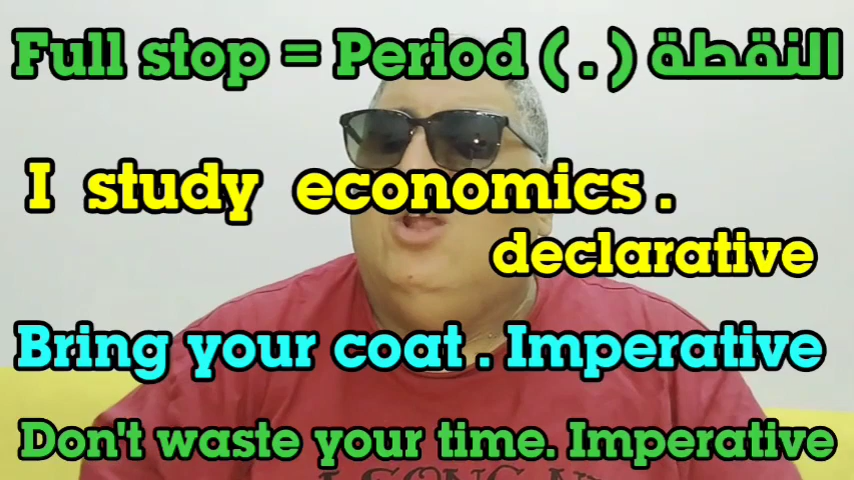 Full stop = Period ( . ) النقطة
I study economics .
declarative
Bring your coat . Imperative
Don't waste your time. Imperative